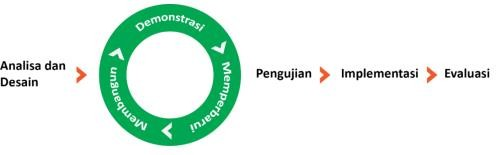 Analisa dan
Desain
Demonstrasi
Memperbarui
Membangun
Pengujian
Implementasi
Evaluasi